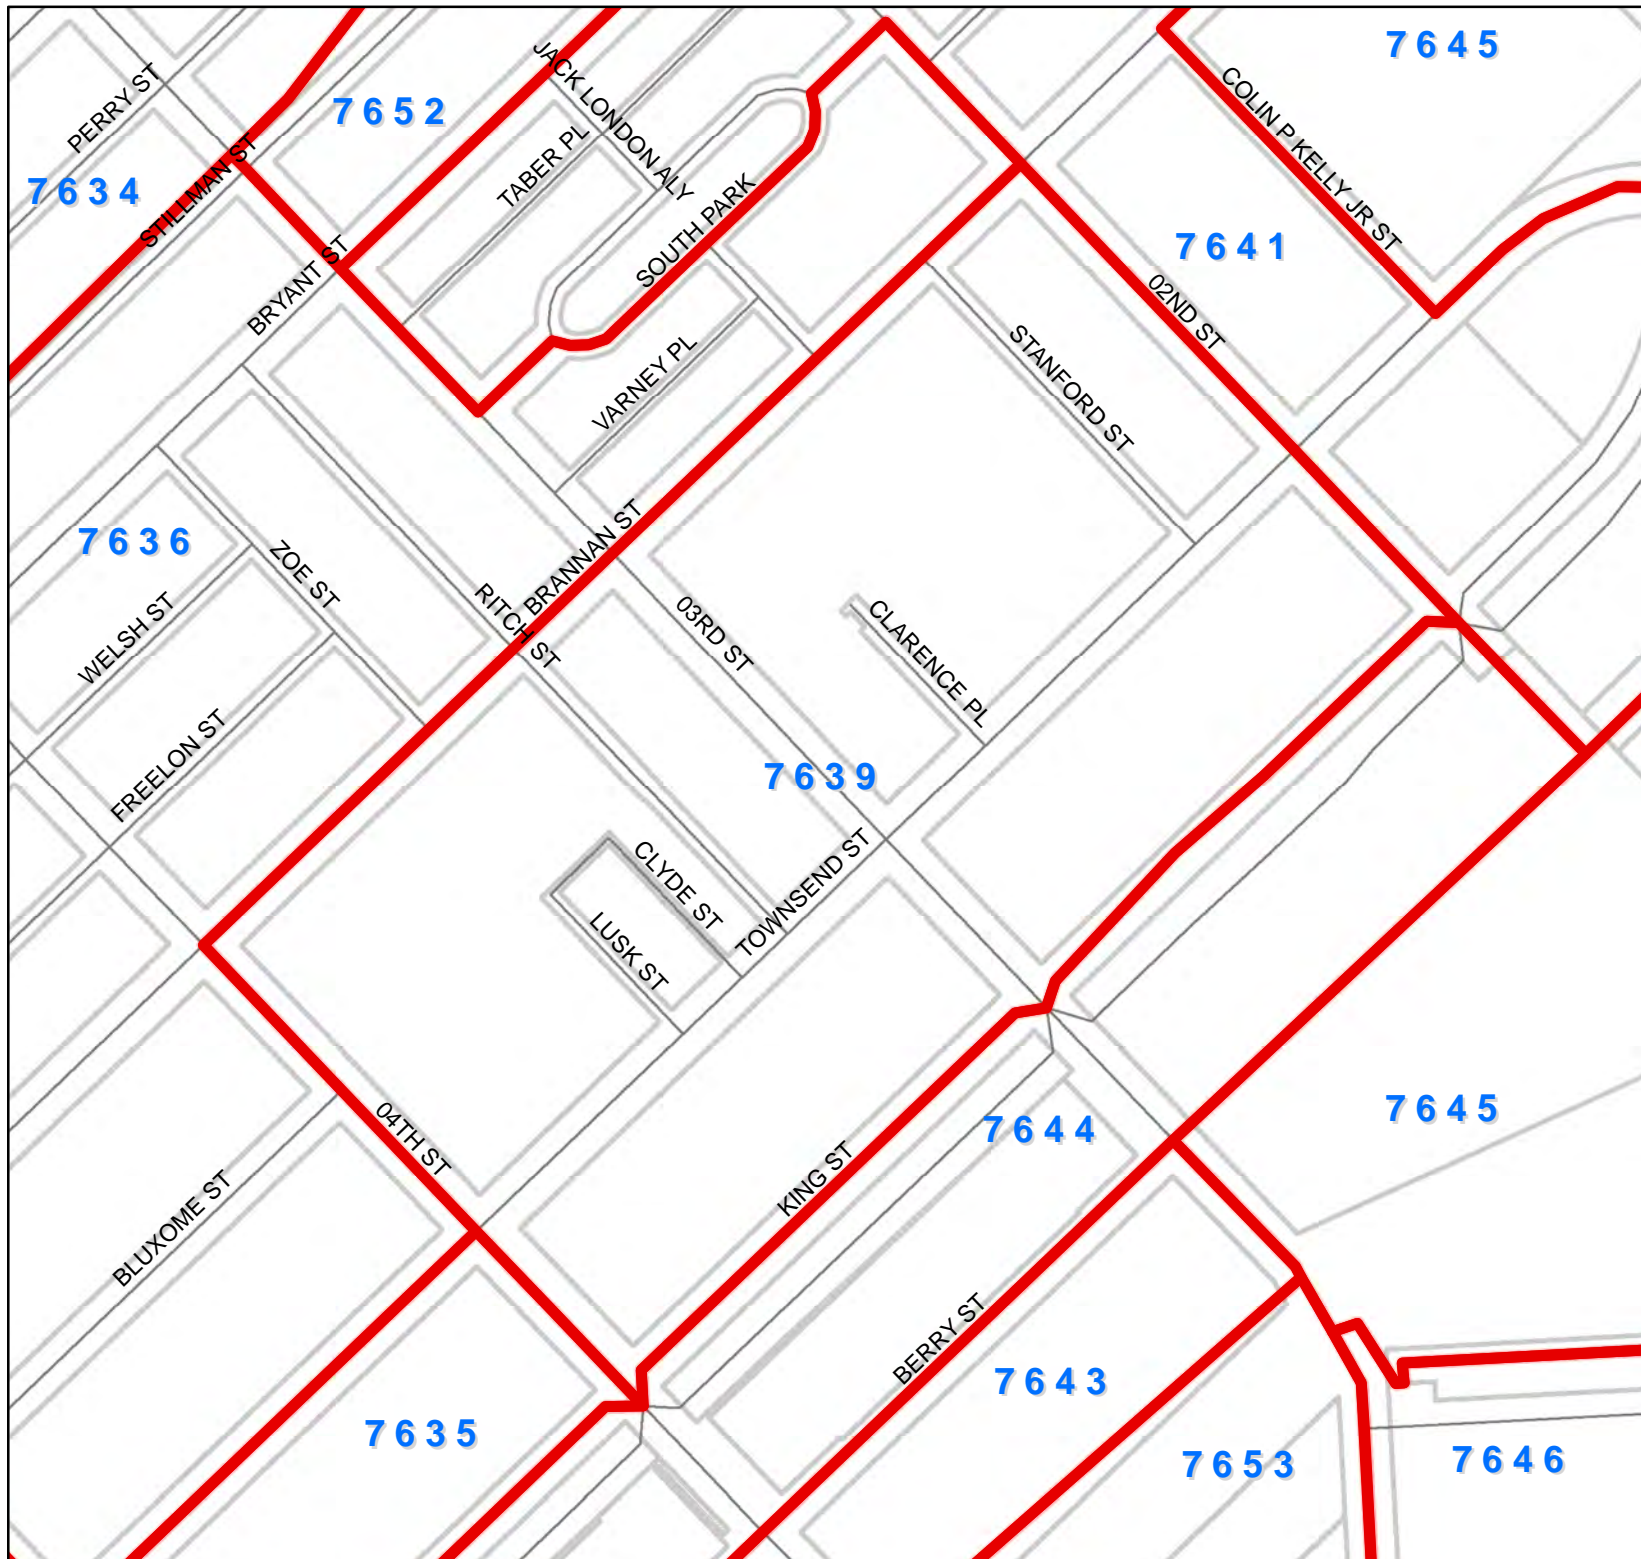 7645
PERRY ST
JACK LONDON ALY
7652
COLIN P KELLY JR ST
TABER PL
7634
STILLMAN ST
SOUTH PARK
7641
BRYANT ST
02ND ST
VARNEY PL
STANFORD ST
7636
BRANNAN ST
ZOE ST
RITCH ST
WELSH ST
03RD ST
CLARENCE PL
FREELON ST
7639
CLYDE ST
TOWNSEND ST
LUSK ST
7645
7644
04TH ST
KING ST
BLUXOME ST
BERRY ST
7643
7635
7653
7646